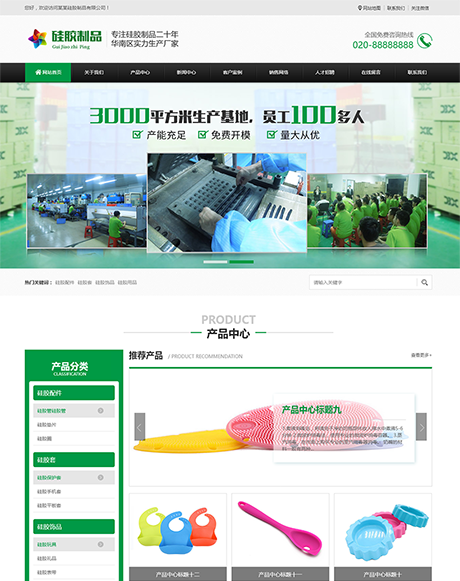 您好，欢迎访问某某硅胶制品有限公司！
网站地图 联系我们 关注微信
硅胶制品
Gui Jiao zhi Ping
专注硅胶制品二十年
华南区实力生产厂家
全国免费咨询热线
020-88888888
网站首页 关于我们 产品中心 新闻中心 客户案例 销售网络 人才招聘 在线留言 联系我们
3000平方米生产基地，员工100多人
产能充足 免费开模 量大从优
热门关键词： 硅胶配件 硅胶套 硅胶饰品 硅胶用品
请输入关键字
PRODUCT
产品中心
产品分类
CLASSIFICATION
推荐产品 / PRODUCT RECOMMENDATION
查看更多+
硅胶配件
硅胶管硅胶管
硅胶垫片
硅胶圈
硅胶套
硅胶保护套
硅胶手机套
硅胶平板套
硅胶饰品
硅胶玩具
硅胶礼品
硅胶表带
产品中心标题九
产品中心标题十二
产品中心标题十一
产品中心标题十